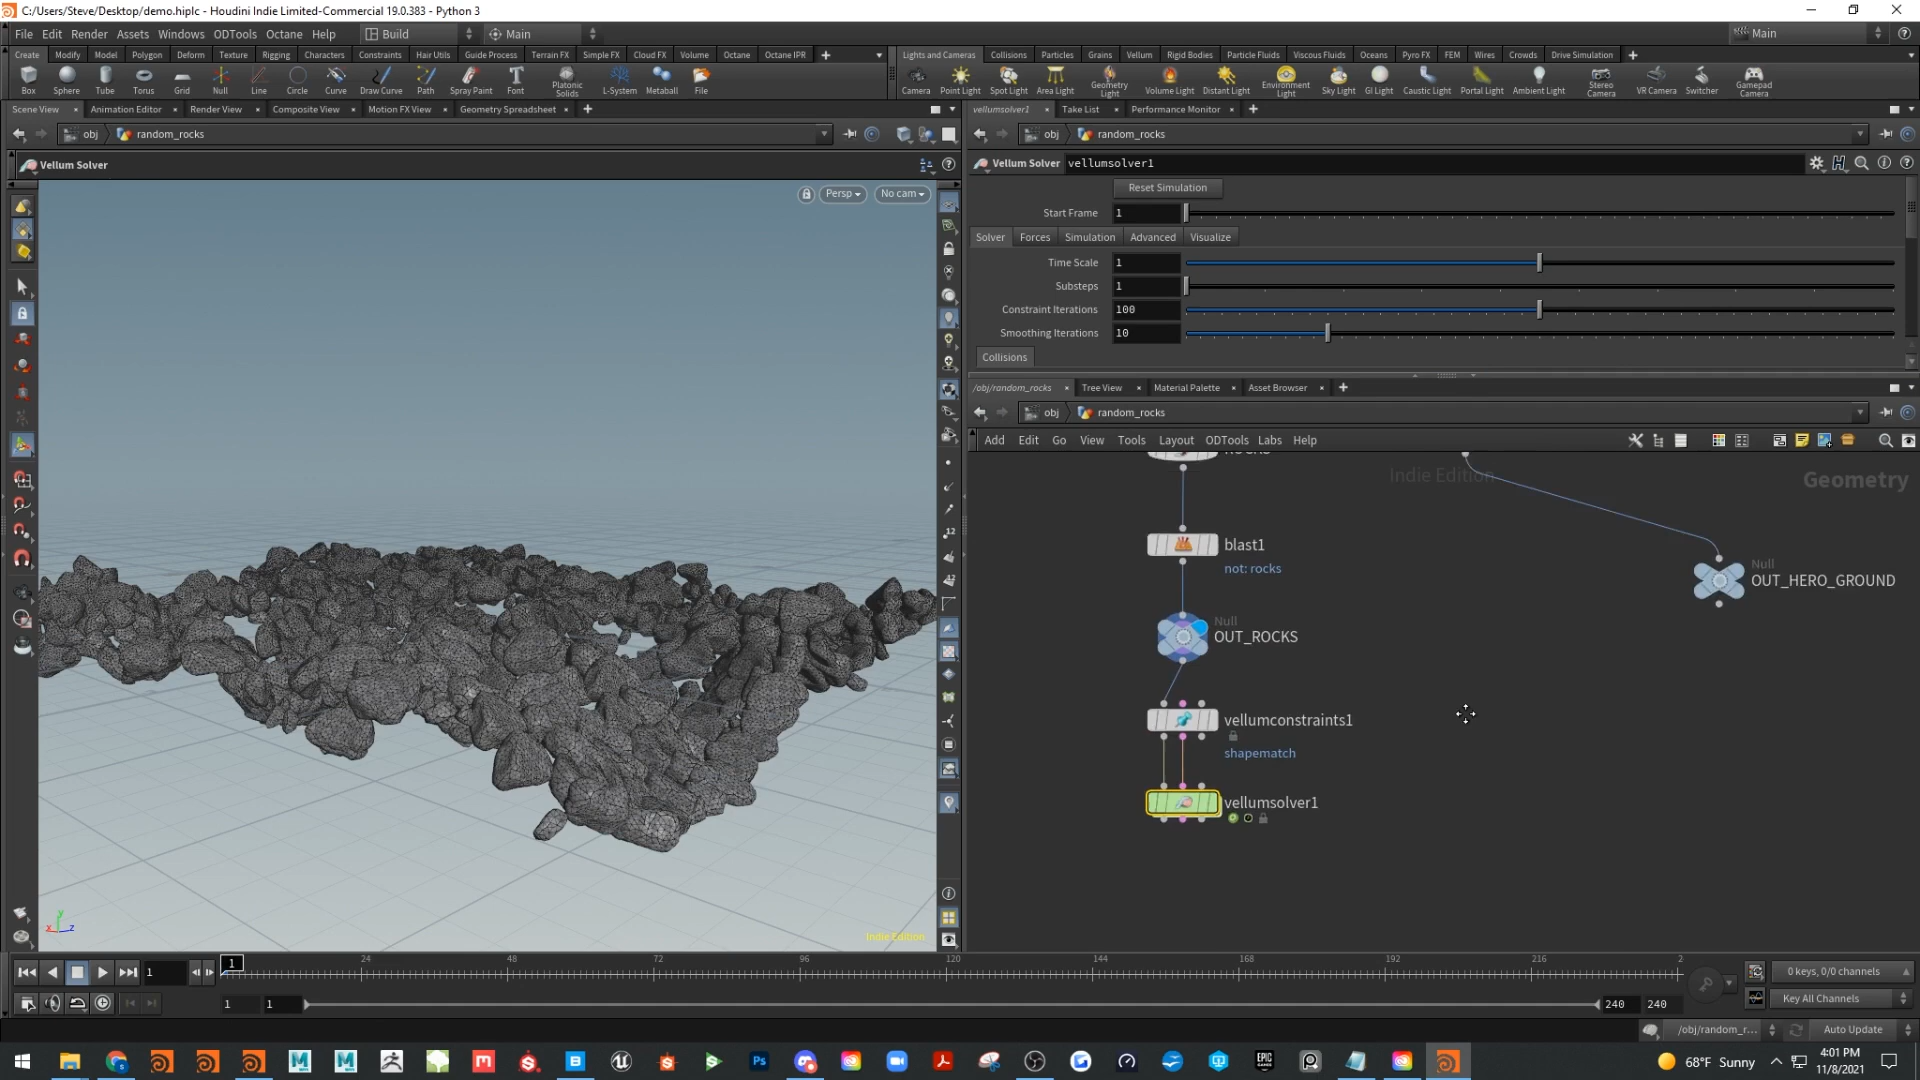 C:/Users/Steve/Desktop/demo.hiplc - Houdini Indie Limited-Commercial 19.0.383 - Python 3
File Edit Render Assets Windows ODTools Octane Help Build Main Main
Create Modify Model Polygon Deform Texture Rigging Characters Constraints Hair Utils Guide Process Terrain FX Simple FX Cloud FX Volume Octane Octane IPR
Lights and Cameras Collisions Particles Grains Vellum Rigid Bodies Particle Fluids Viscous Fluids Oceans Pyro FX FEM Wires Crowds Drive Simulation
Box Sphere Tube Torus Grid Null Line Circle Curve Draw Curve Path Spray Paint Font Platonic Solids L-System Metaball File
Camera Point Light Spot Light Area Light Geometry Light Volume Light Distant Light Environment Light Sky Light GI Light Caustic Light Portal Light Ambient Light Stereo Camera VR Camera Switcher Gamepad Camera
Scene View Animation Editor Render View Composite View Motion FX View Geometry Spreadsheet
vellumsolver1 Take List Performance Monitor
obj random_rocks
obj random_rocks
Vellum Solver
Vellum Solver vellumsolver1
Persp No cam
Reset Simulation
Start Frame 1
Solver Forces Simulation Advanced Visualize
Time Scale 1
Substeps 1
Constraint Iterations 100
Smoothing Iterations 10
Collisions
/obj/random_rocks Tree View Material Palette Asset Browser
obj random_rocks
Add Edit Go View Tools Layout ODTools Labs Help
Indie Edition
Geometry
blast1
not: rocks
Null
OUT_HERO_GROUND
Null
OUT_ROCKS
vellumconstraints1
shapematch
vellumsolver1
y
x z
Indie Edition
1 1 24 48 72 96 120 144 168 192 216 2
0 keys, 0/0 channels
1 1 240 240
Key All Channels
/obj/random_r... Auto Update
68°F Sunny
4:01 PM
11/8/2021